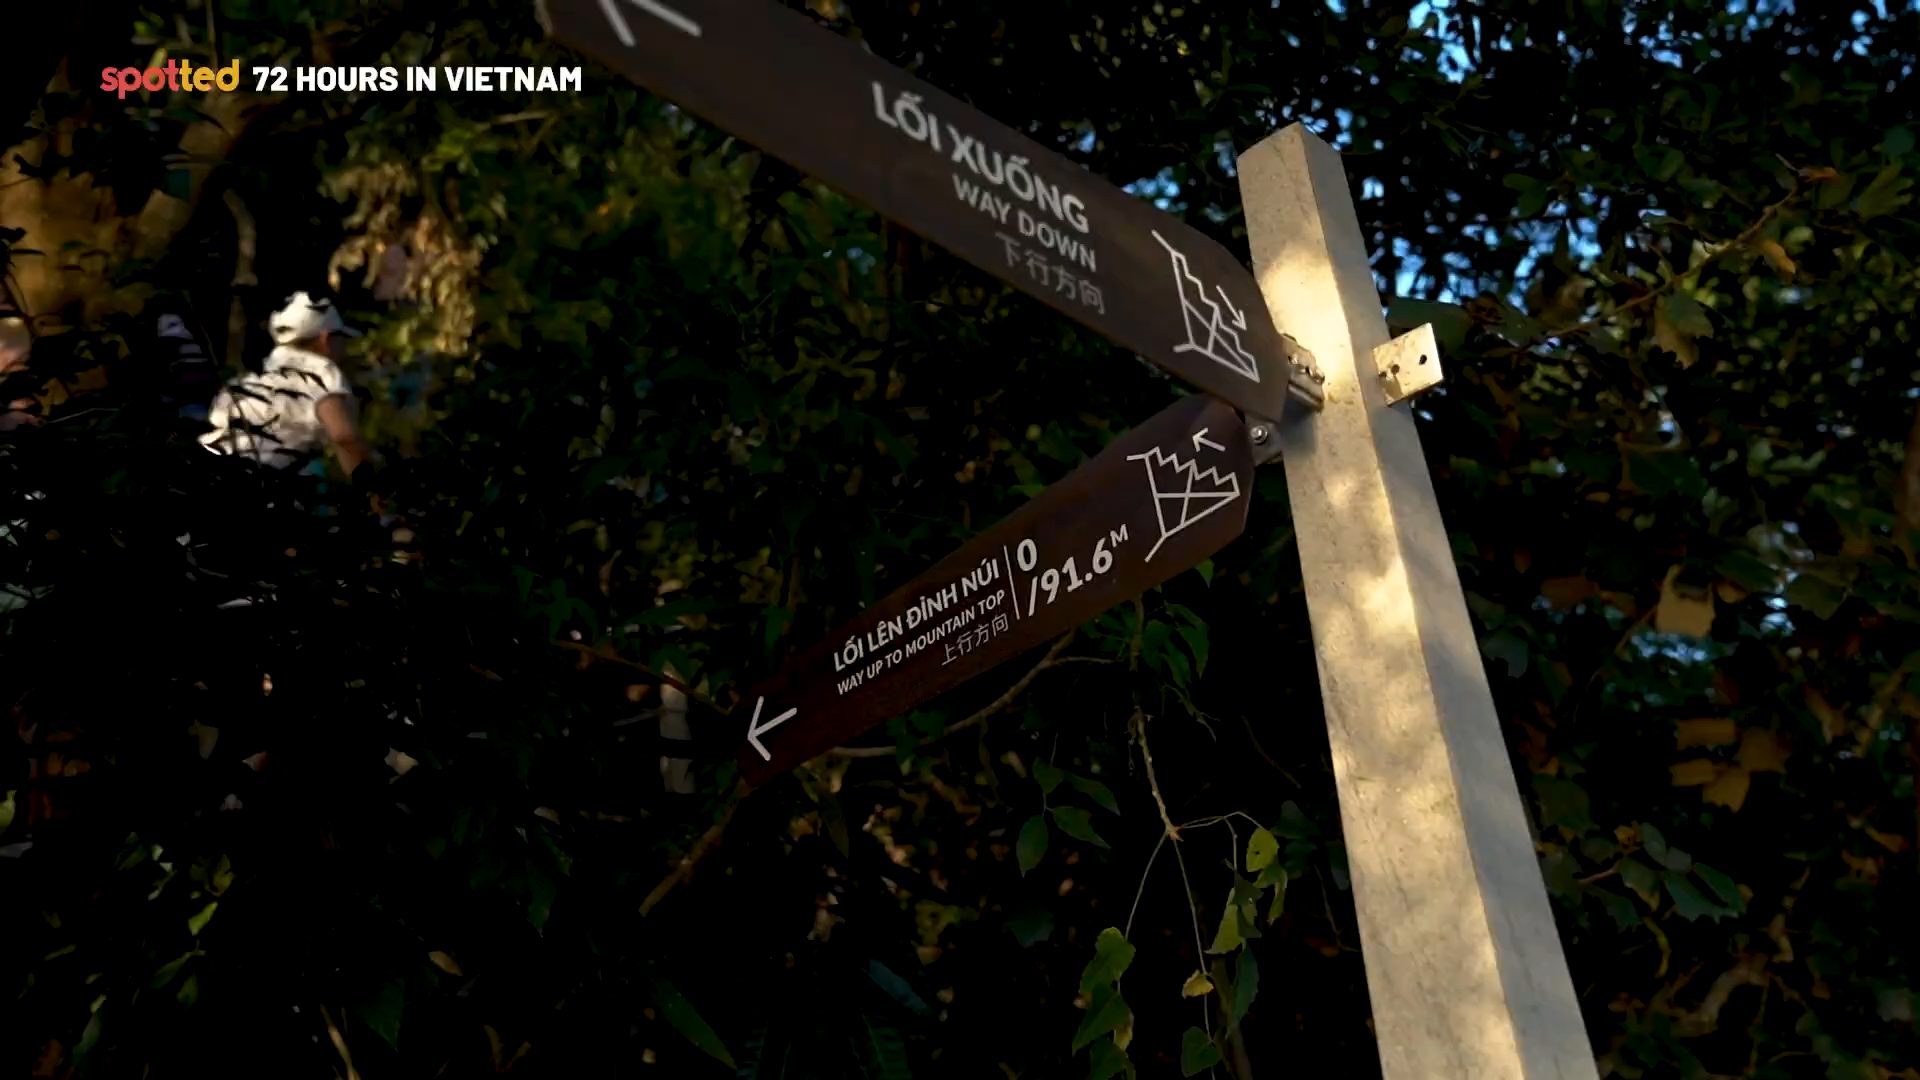 spotted 72 HOURS IN VIETNAM
LỐI XUỐNG
WAY DOWN
下行方向
LỐI LÊN ĐỈNH NÚI
WAY UP TO MOUNTAIN TOP
上行方向
0
/91.6M